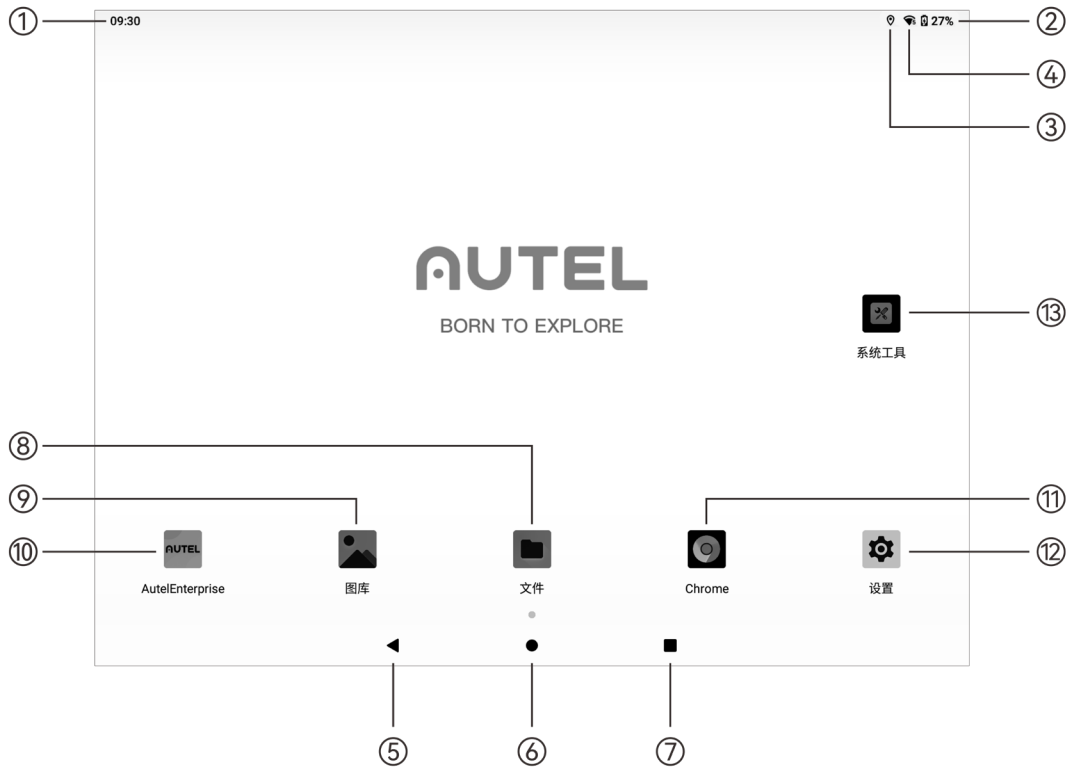 ① 09:30 27% ②
④
③
AUTEL
BORN TO EXPLORE
⑬
系统工具
⑧
⑨ ⑪
⑩ AUTEL ⑫
AutelEnterprise 图库 文件 Chrome 设置
⑤ ⑥ ⑦